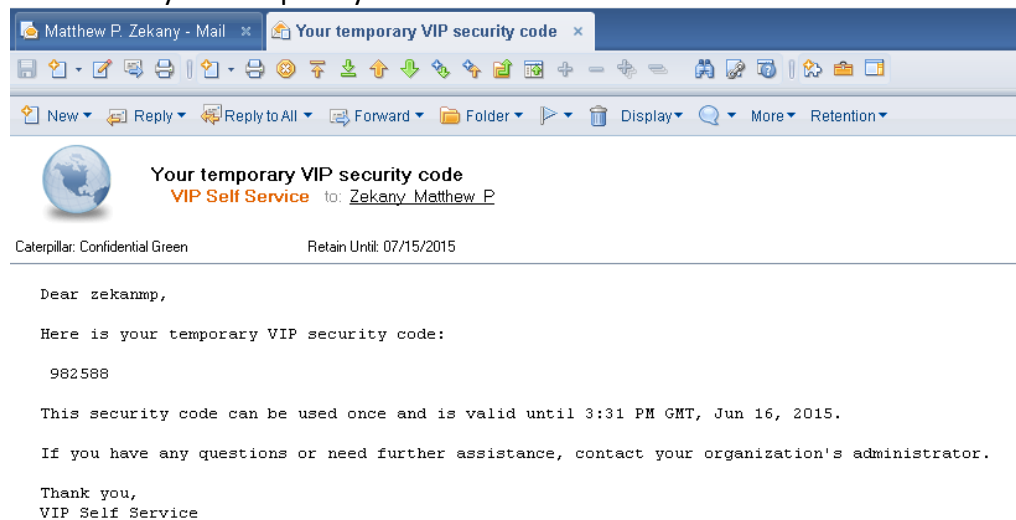 Matthew P. Zekany - Mail
Your temporary VIP security code
New Reply Reply to All Forward Folder Display More Retention
Your temporary VIP security code
VIP Self Service to: Zekany Matthew P
Caterpillar: Confidential Green Retain Until: 07/15/2015
Dear zekanmp,
Here is your temporary VIP security code:
982588
This security code can be used once and is valid until 3:31 PM GMT, Jun 16, 2015.
If you have any questions or need further assistance, contact your organization's administrator.
Thank you,
VIP Self Service